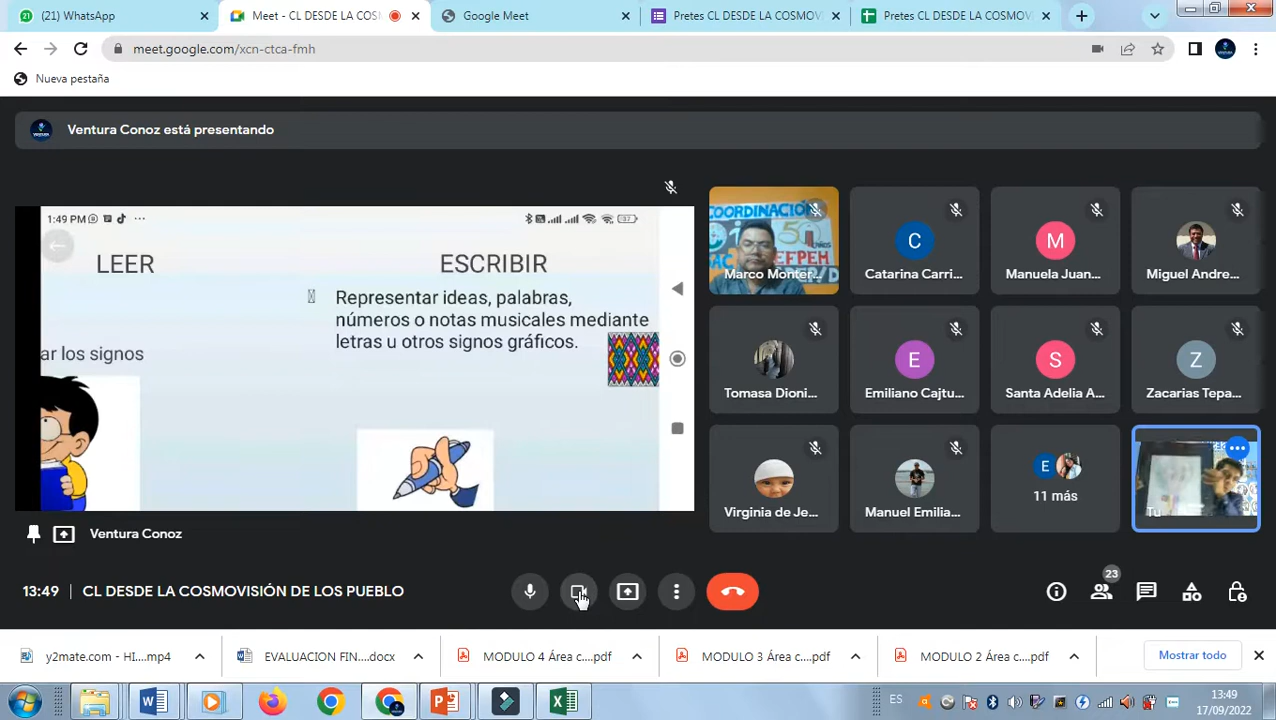 (21) WhatsApp
Meet - CL DESDE LA COS
Google Meet
Pretes CL DESDE LA COSMOV
Pretes CL DESDE LA COSMOV
meet.google.com/xcn-ctca-fmh
Nueva pestaña
Ventura Conoz está presentando
1:49 PM
LEER
ESCRIBIR
Representar ideas, palabras,
números o notas musicales mediante
letras u otros signos gráficos.
ar los signos
COORDINACIÓN
Marco Monter...
C
Catarina Carri...
M
Manuela Juan...
Miguel Andre...
Tomasa Dioni...
E
Emiliano Cajtu...
S
Santa Adelia A...
Z
Zacarias Tepa...
Virginia de Je...
Manuel Emilia...
E
11 más
Tu
Ventura Conoz
13:49 CL DESDE LA COSMOVISIÓN DE LOS PUEBLO
23
y2mate.com - HI....mp4
EVALUACION FIN....docx
MODULO 4 Área c....pdf
MODULO 3 Área c....pdf
MODULO 2 Área c....pdf
Mostrar todo
ES
13:49
17/09/2022